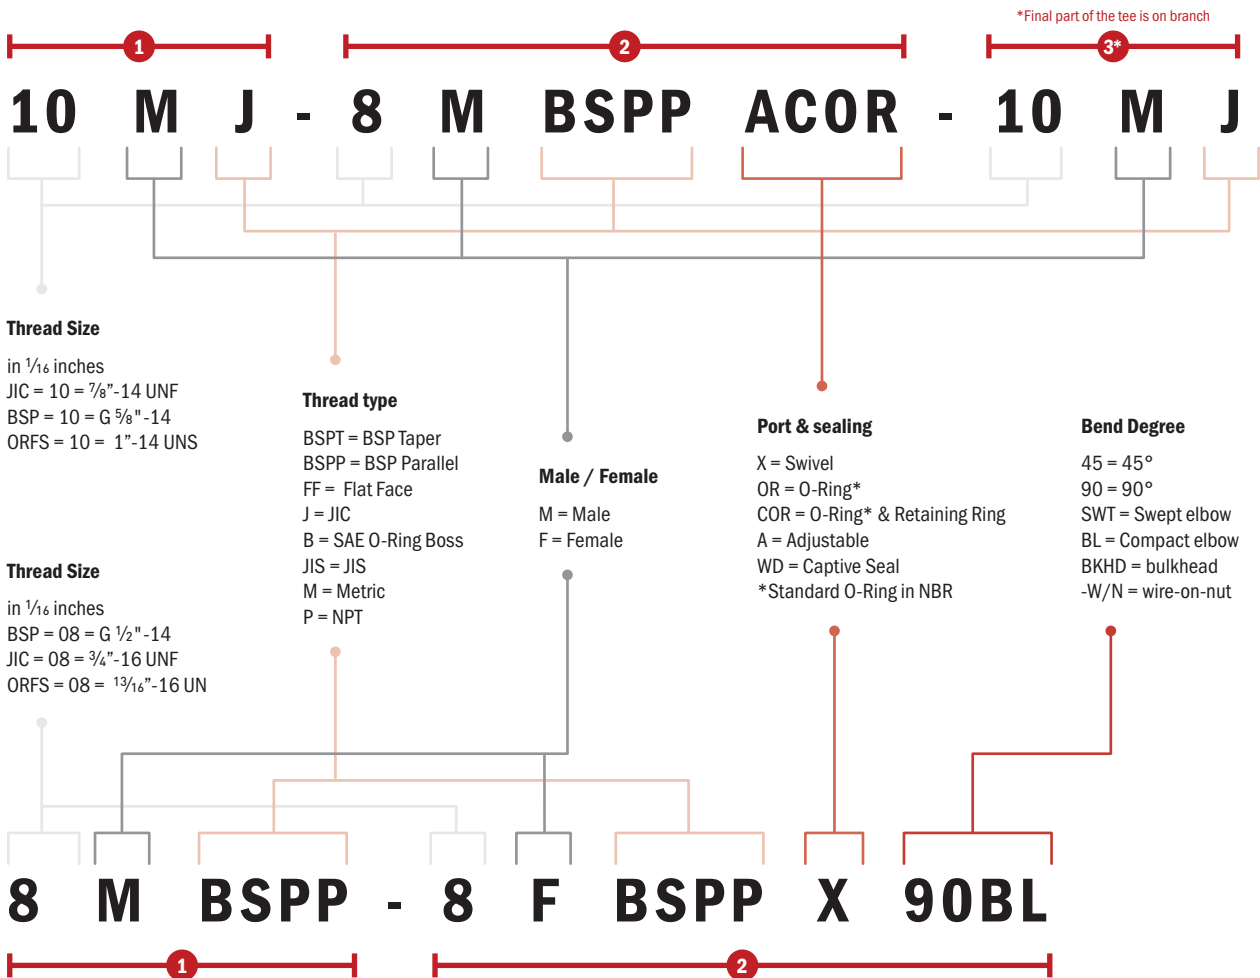 *Final part of the tee is on branch
1 2 3*
10 M J - 8 M BSPP ACOR - 10 M J
Thread Size
in 1⁄16 inches
JIC = 10 = 7⁄8”-14 UNF
BSP = 10 = G 5⁄8"-14
ORFS = 10 = 1”-14 UNS
Thread Size
in 1⁄16 inches
BSP = 08 = G 1⁄2"-14
JIC = 08 = 3⁄4”-16 UNF
ORFS = 08 = 13⁄16”-16 UN
Thread type
BSPT = BSP Taper
BSPP = BSP Parallel
FF = Flat Face
J = JIC
B = SAE O-Ring Boss
JIS = JIS
M = Metric
P = NPT
Male / Female
M = Male
F = Female
Port & sealing
X = Swivel
OR = O-Ring*
COR = O-Ring* & Retaining Ring
A = Adjustable
WD = Captive Seal
*Standard O-Ring in NBR
Bend Degree
45 = 45°
90 = 90°
SWT = Swept elbow
BL = Compact elbow
BKHD = bulkhead
-W/N = wire-on-nut
8 M BSPP - 8 F BSPP X 90BL
1 2